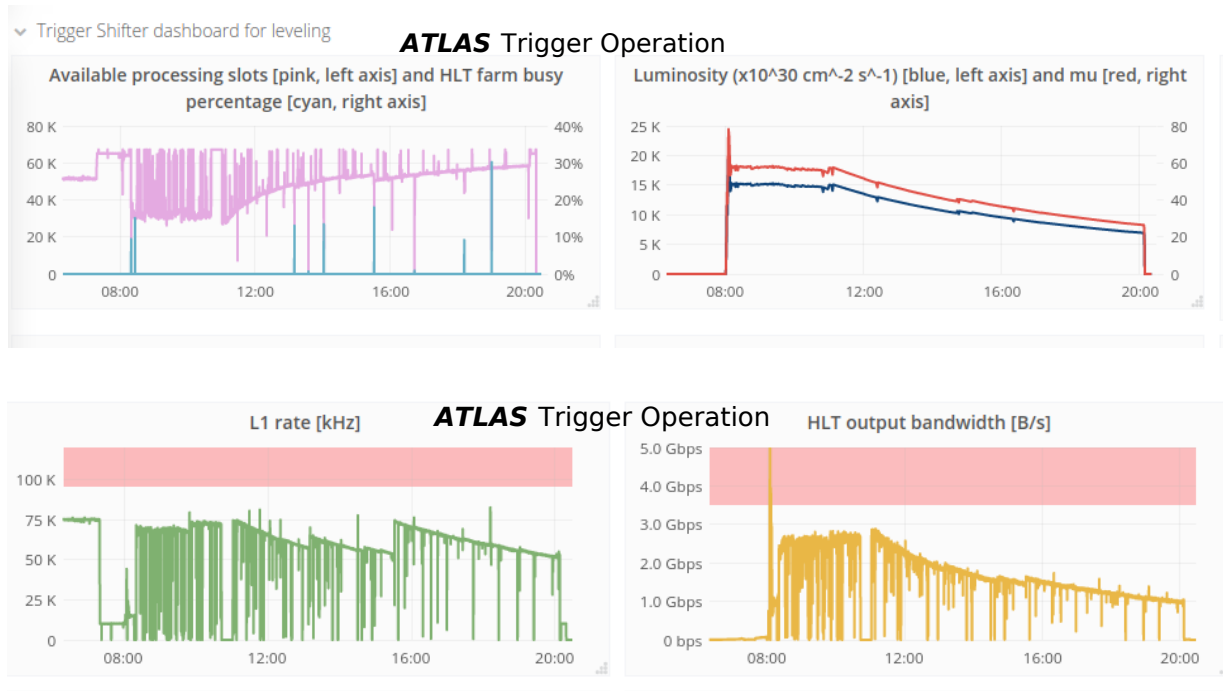 Trigger Shifter dashboard for leveling
ATLAS Trigger Operation
Available processing slots [pink, left axis] and HLT farm busy
percentage [cyan, right axis]
80 K
60 K
40 K
20 K
0
40%
30%
20%
10%
0%
08:00
12:00
16:00
20:00
Luminosity (x10^30 cm^-2 s^-1) [blue, left axis] and mu [red, right
axis]
25 K
20 K
15 K
10 K
5 K
0
80
60
40
20
0
08:00
12:00
16:00
20:00
ATLAS Trigger Operation
L1 rate [kHz]
100 K
75 K
50 K
25 K
0
08:00
12:00
16:00
20:00
HLT output bandwidth [B/s]
5.0 Gbps
4.0 Gbps
3.0 Gbps
2.0 Gbps
1.0 Gbps
0 bps
08:00
12:00
16:00
20:00